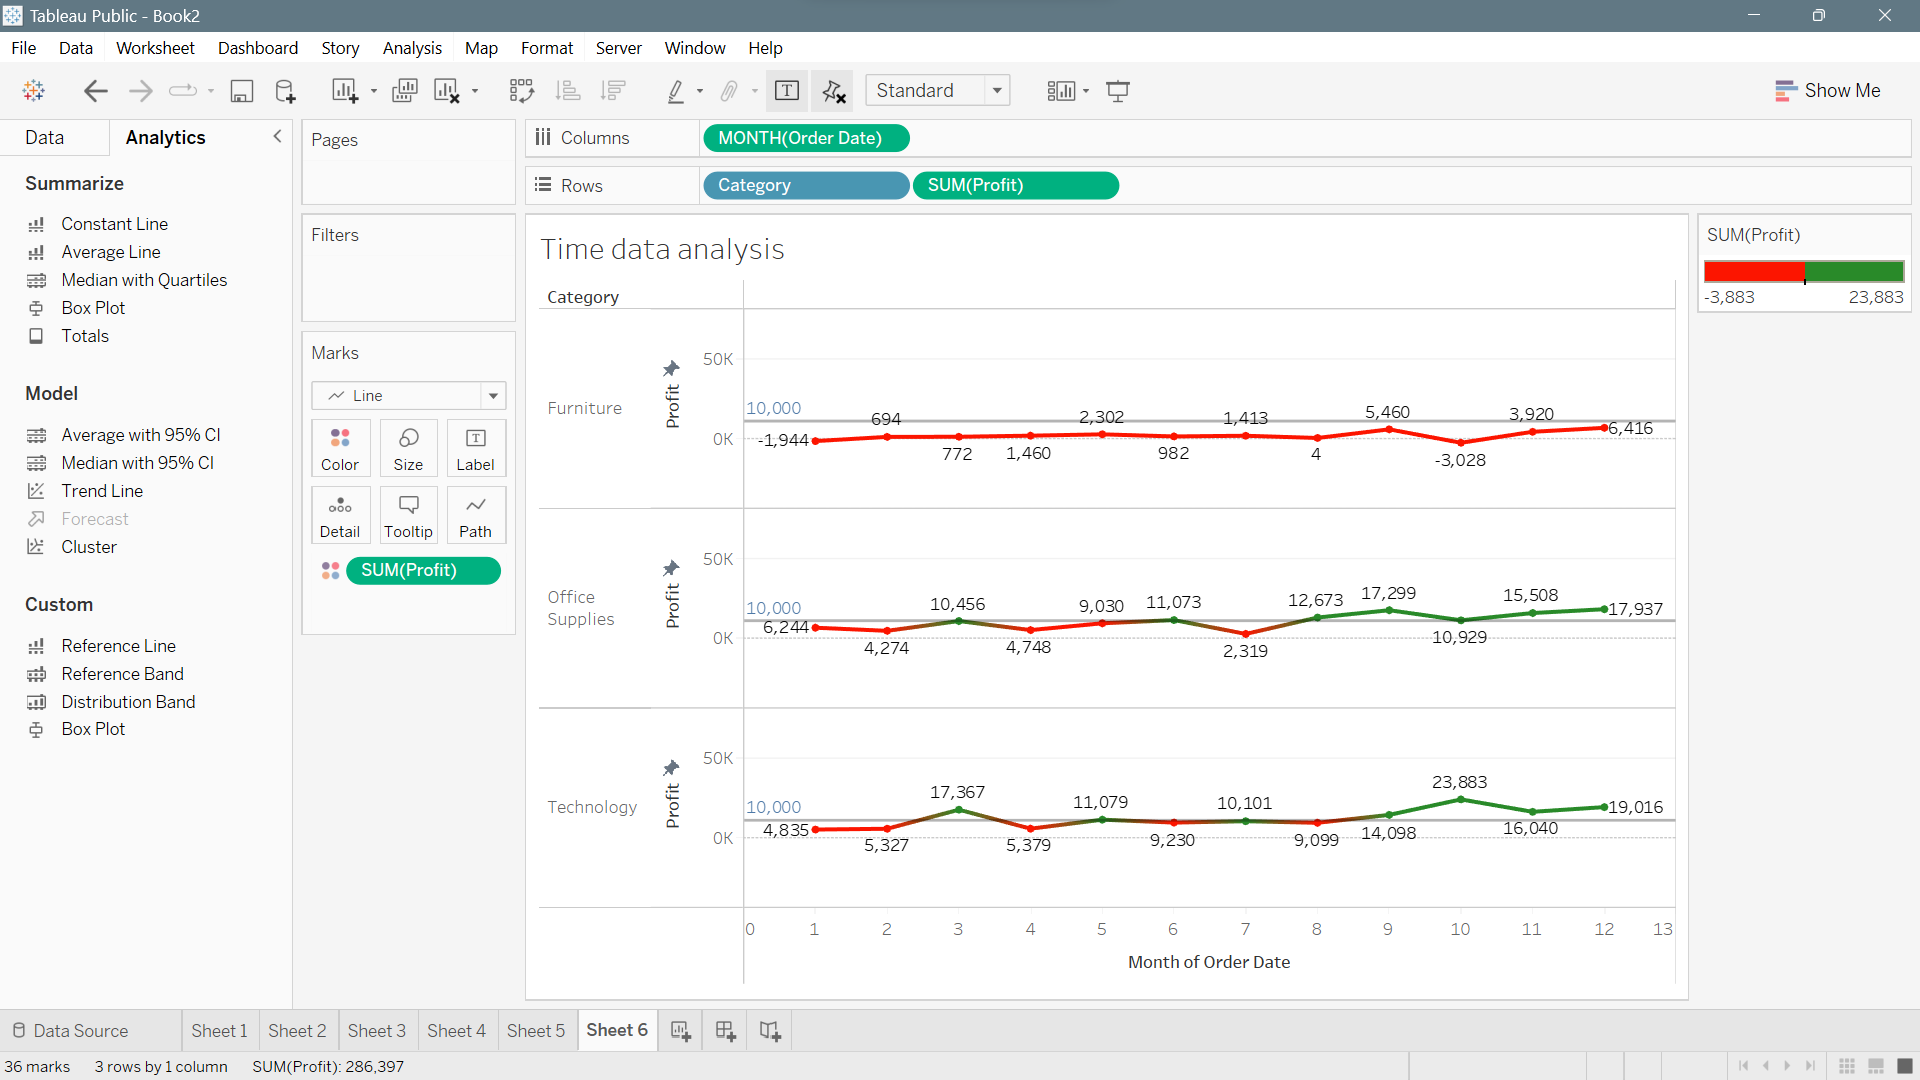 Tableau Public - Book2
File Data Worksheet Dashboard Story Analysis Map Format Server Window Help
Standard
Show Me
Data Analytics
Summarize
Constant Line
Average Line
Median with Quartiles
Box Plot
Totals
Model
Average with 95% CI
Median with 95% CI
Trend Line
Forecast
Cluster
Custom
Reference Line
Reference Band
Distribution Band
Box Plot
Pages
Filters
Marks
Line
Color Size Label
Detail Tooltip Path
SUM(Profit)
Columns MONTH(Order Date)
Rows Category SUM(Profit)
Time data analysis
Category
Furniture
Profit
50K
10,000
0K
-1,944 694 772 1,460 2,302 982 1,413 4 5,460 -3,028 3,920 6,416
Office
Supplies
Profit
50K
10,000
0K
6,244 4,274 10,456 4,748 9,030 11,073 2,319 12,673 17,299 10,929 15,508 17,937
Technology
Profit
50K
10,000
0K
4,835 5,327 17,367 5,379 11,079 9,230 10,101 9,099 14,098 23,883 16,040 19,016
0 1 2 3 4 5 6 7 8 9 10 11 12 13
Month of Order Date
SUM(Profit)
-3,883 23,883
Data Source Sheet 1 Sheet 2 Sheet 3 Sheet 4 Sheet 5 Sheet 6
36 marks 3 rows by 1 column SUM(Profit): 286,397